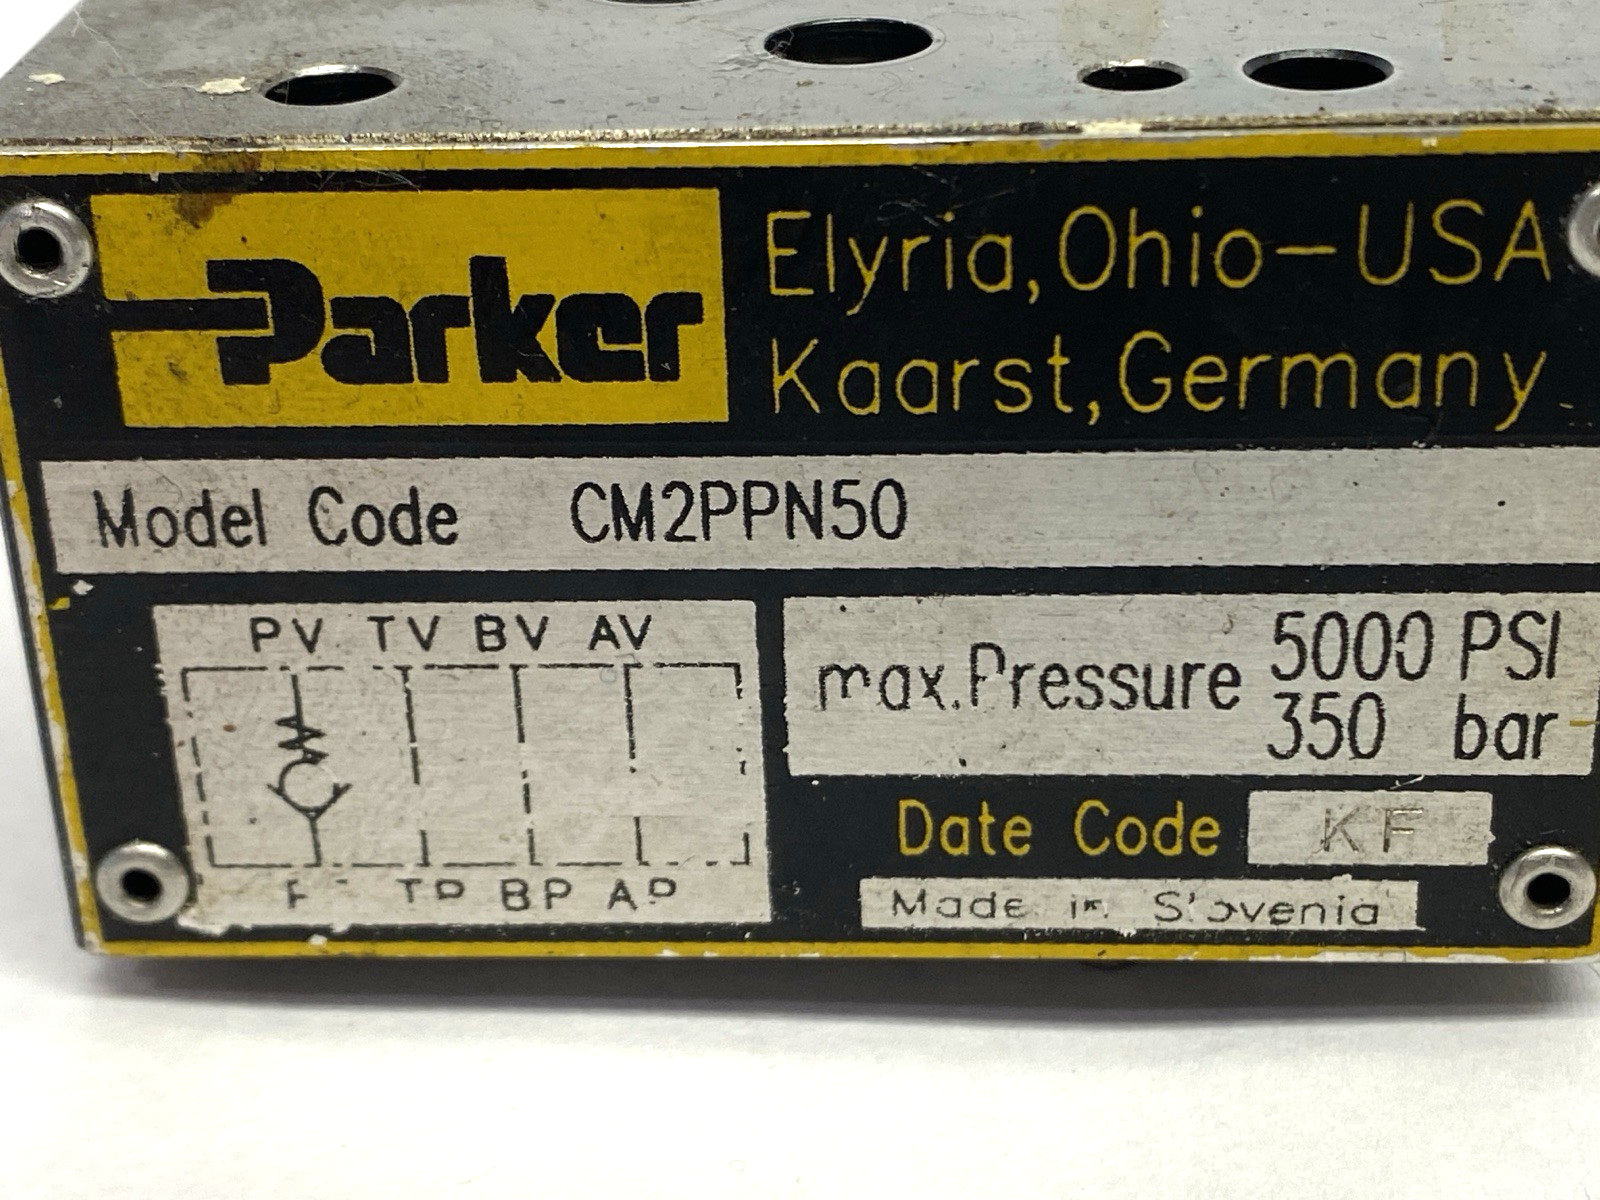 Parker
Elyria, Ohio-USA
Kaarst, Germany
Model Code CM2PPN50
PV TV BV AV
BP AP
max. Pressure 5000 PSI
350 bar
Date Code KF
Made in Slovenia